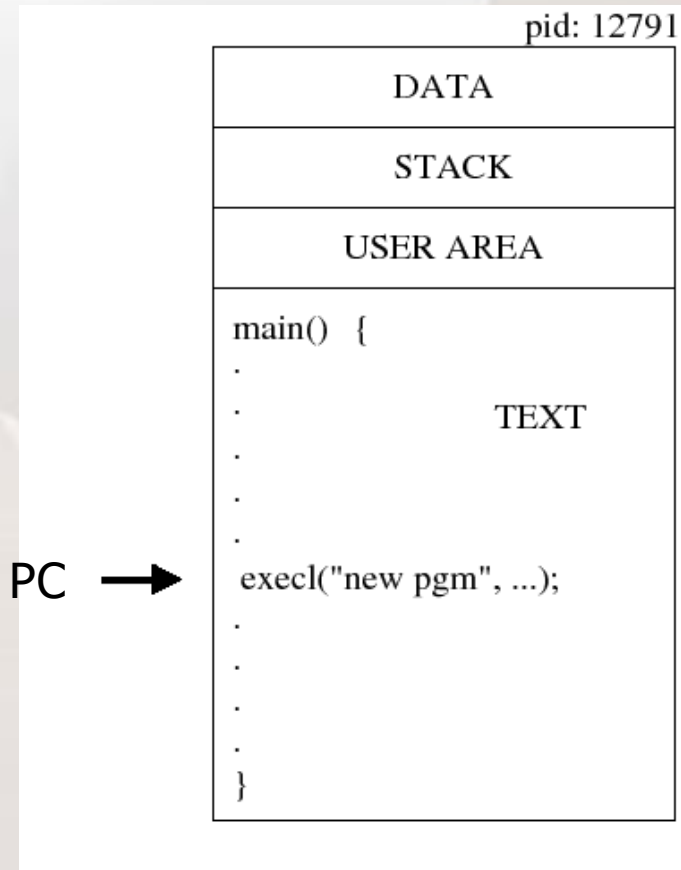 pid: 12791
DATA
STACK
USER AREA
main() {
.
.
TEXT
.
.
.
PC
execl("new pgm", ...);
.
.
.
.
}